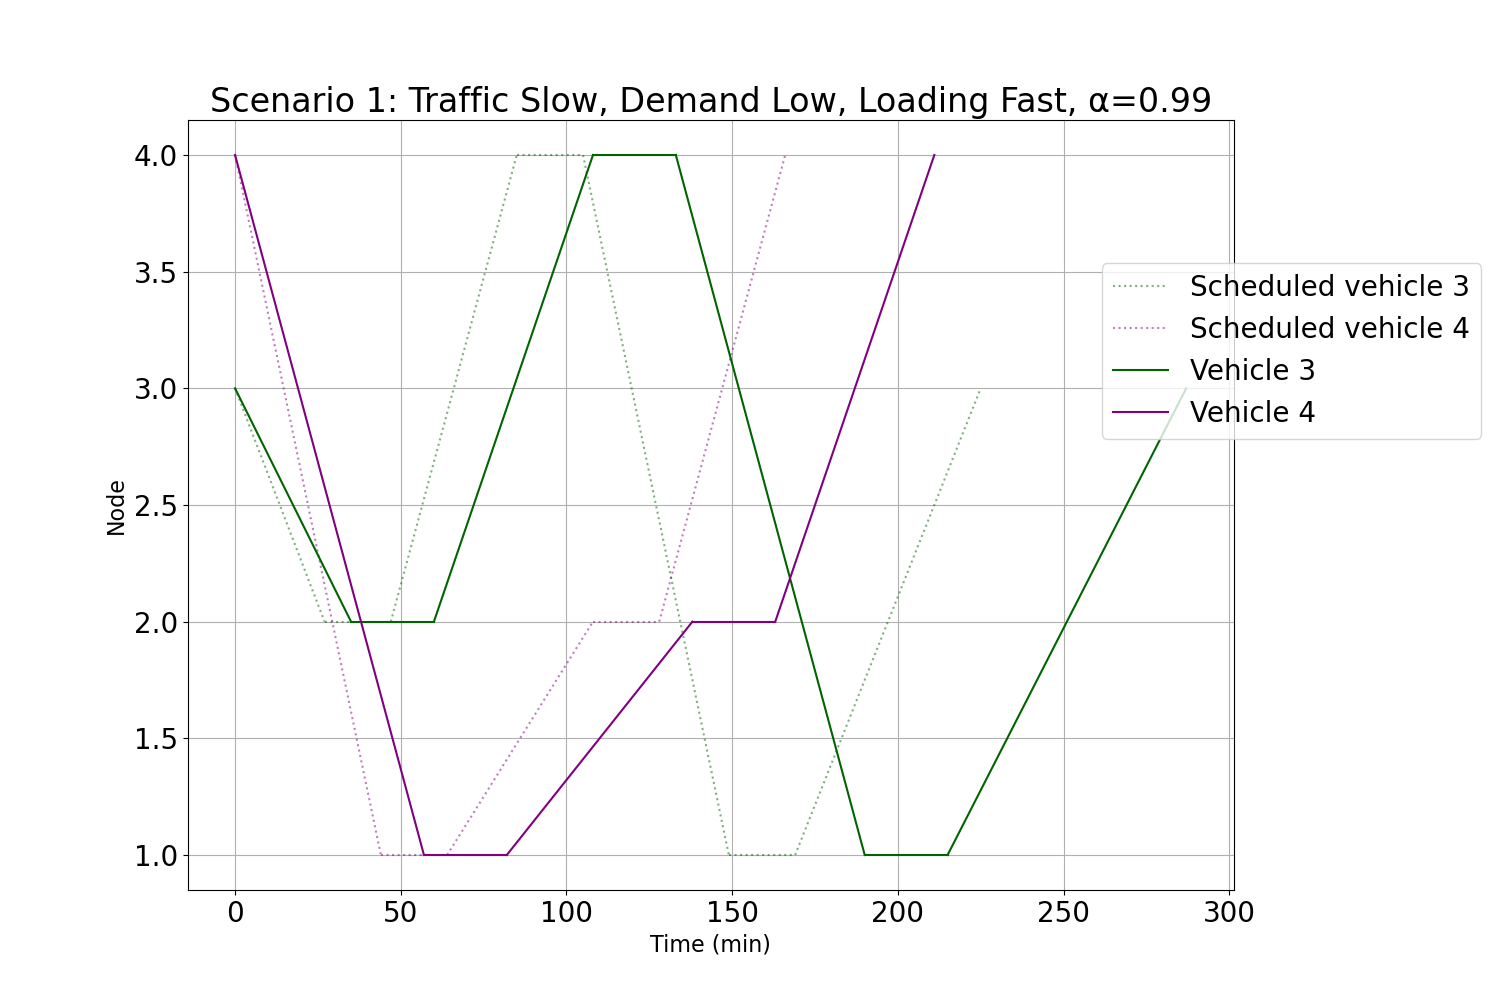 Scenario 1: Traffic Slow, Demand Low, Loading Fast, α=0.99
4.0
3.5
3.0
2.5
2.0
1.5
1.0
Node
0 50 100 150 200 250 300
Time (min)
Scheduled vehicle 3
Scheduled vehicle 4
Vehicle 3
Vehicle 4